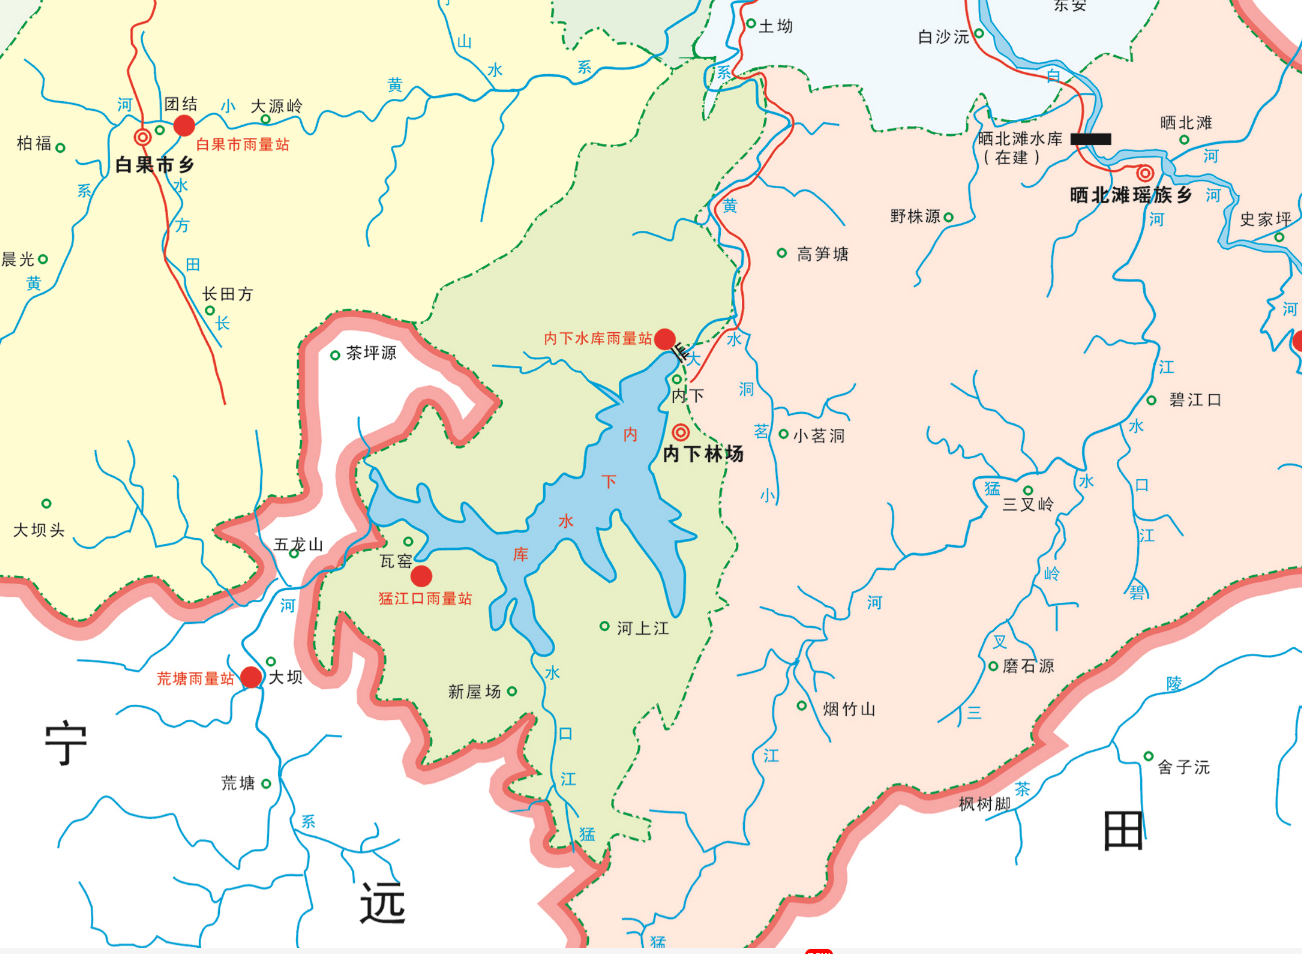 东安
土坳
白沙沅
山
水
系
黄
系
白
团结
河
小
大源岭
白果市雨量站
柏福
白果市乡
系
水
方
田
长田方
长
晨光
黄
晒北滩水库
（在建）
晒北滩
河
晒北滩瑶族乡
河
河
野株源
史家坪
黄
高笋塘
河
内下水库雨量站
大
水
茶坪源
内下
洞
江
碧江口
内
茗
小茗洞
水
内下林场
下
水
猛
口
小
三叉岭
大坝头
水
江
五龙山
库
瓦窑
岭
猛江口雨量站
碧
河
河
河上江
叉
磨石源
荒塘雨量站
大坝
水
新屋场
陵
烟竹山
三
口
宁
江
舍子沅
江
荒塘
茶
枫树脚
系
猛
田
远
猛